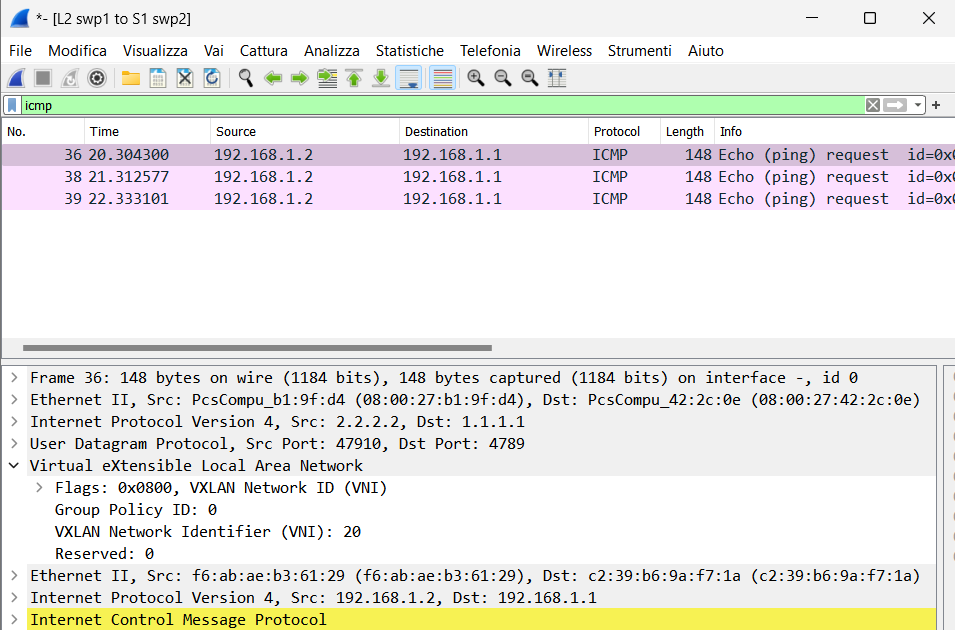 *- [L2 swp1 to S1 swp2]
File Modifica Visualizza Vai Cattura Analizza Statistiche Telefonia Wireless Strumenti Aiuto
icmp
No. Time Source Destination Protocol Length Info
36 20.304300 192.168.1.2 192.168.1.1 ICMP 148 Echo (ping) request id=0x
38 21.312577 192.168.1.2 192.168.1.1 ICMP 148 Echo (ping) request id=0x
39 22.333101 192.168.1.2 192.168.1.1 ICMP 148 Echo (ping) request id=0x
Frame 36: 148 bytes on wire (1184 bits), 148 bytes captured (1184 bits) on interface -, id 0
Ethernet II, Src: PcsCompu_b1:9f:d4 (08:00:27:b1:9f:d4), Dst: PcsCompu_42:2c:0e (08:00:27:42:2c:0e)
Internet Protocol Version 4, Src: 2.2.2.2, Dst: 1.1.1.1
User Datagram Protocol, Src Port: 47910, Dst Port: 4789
Virtual eXtensible Local Area Network
Flags: 0x0800, VXLAN Network ID (VNI)
Group Policy ID: 0
VXLAN Network Identifier (VNI): 20
Reserved: 0
Ethernet II, Src: f6:ab:ae:b3:61:29 (f6:ab:ae:b3:61:29), Dst: c2:39:b6:9a:f7:1a (c2:39:b6:9a:f7:1a)
Internet Protocol Version 4, Src: 192.168.1.2, Dst: 192.168.1.1
Internet Control Message Protocol